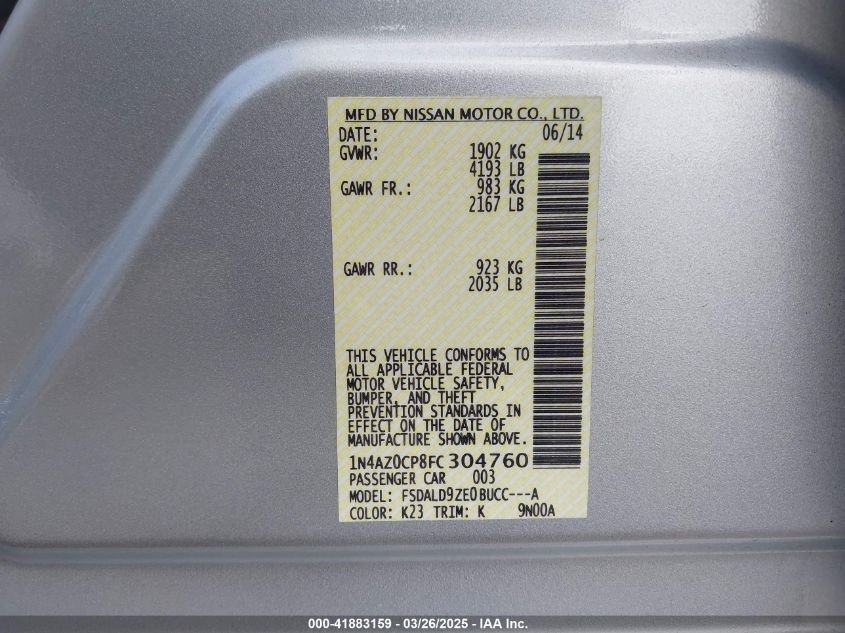 MFD BY NISSAN MOTOR CO., LTD.
DATE: 06/14
GVWR: 1902 KG
4193 LB
GAWR FR.: 983 KG
2167 LB
GAWR RR.: 923 KG
2035 LB
THIS VEHICLE CONFORMS TO
ALL APPLICABLE FEDERAL
MOTOR VEHICLE SAFETY,
BUMPER, AND THEFT
PREVENTION STANDARDS IN
EFFECT ON THE DATE OF
MANUFACTURE SHOWN ABOVE.
1N4AZ0CP8FC304760
PASSENGER CAR 003
MODEL: FSDALD9ZE0BUCC---A
COLOR: K23 TRIM: K 9N00A
000-41883159 - 03/26/2025 - IAA Inc.